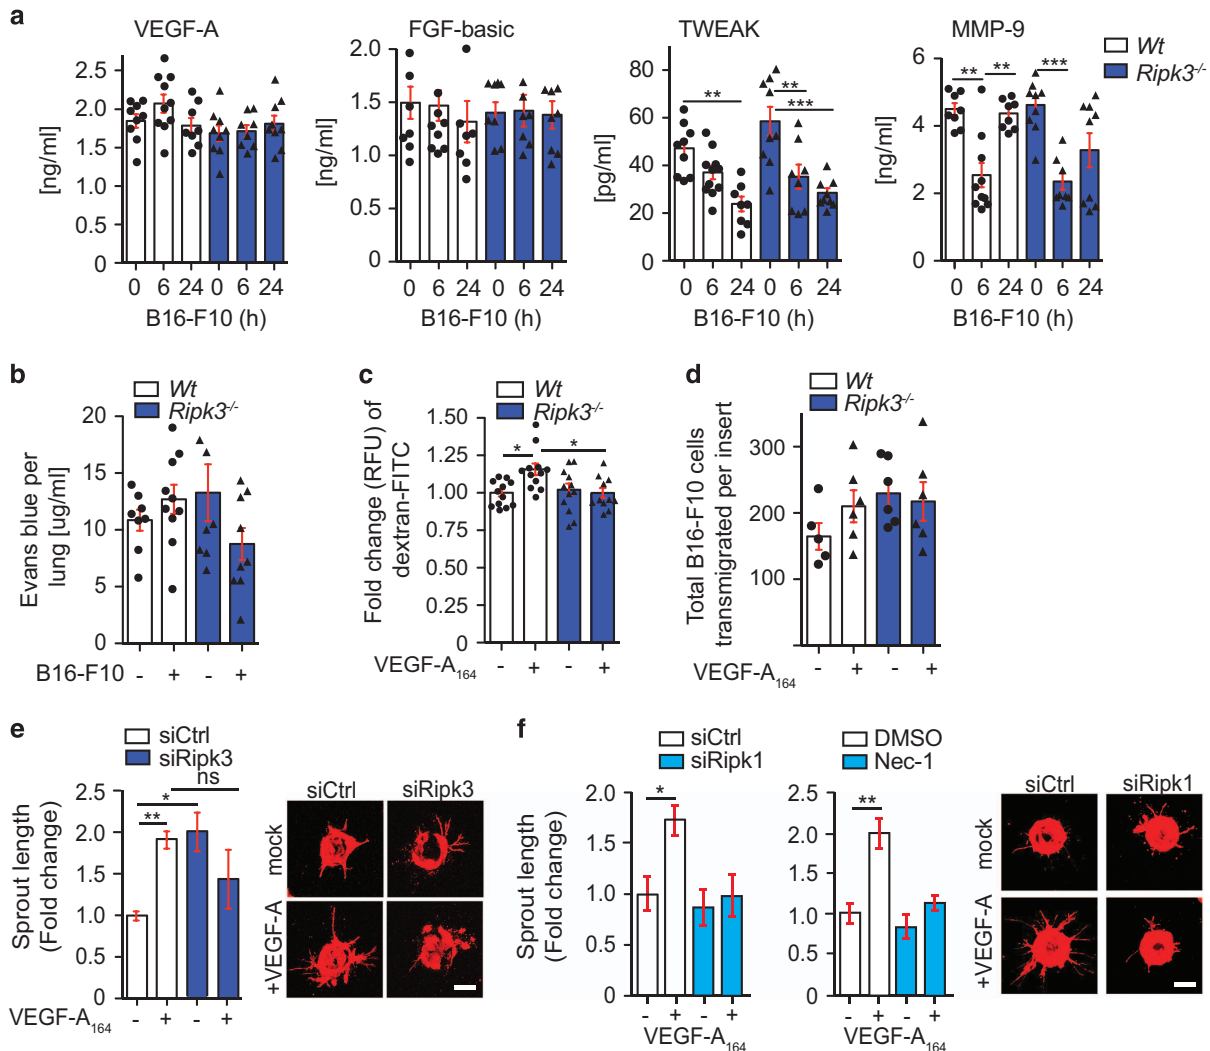 a
VEGF-A
FGF-basic
TWEAK
MMP-9
Wt
Ripk3-/-
[ng/ml]
2.5
2.0
1.5
1.0
0.5
0
0 6 24 0 6 24
B16-F10 (h)
[ng/ml]
2.0
1.5
1.0
0.5
0
0 6 24 0 6 24
B16-F10 (h)
[pg/ml]
80
60
40
20
0
** ** ***
0 6 24 0 6 24
B16-F10 (h)
[ng/ml]
6
4
2
0
** ** ***
0 6 24 0 6 24
B16-F10 (h)
b
Wt
Ripk3-/-
Evans blue per
lung [ug/ml]
20
15
10
5
0
B16-F10 - + - +
c
Wt
Ripk3-/-
Fold change (RFU) of
dextran-FITC
1.50
1.25
1.00
0.75
0.50
0.25
0
* *
VEGF-A164 - + - +
d
Wt
Ripk3-/-
Total B16-F10 cells
transmigrated per insert
300
200
100
VEGF-A164 - + - +
e
siCtrl
siRipk3
ns
*
**
Sprout length
(Fold change)
2.5
2.0
1.5
1.0
0.5
0
VEGF-A164 - + - +
siCtrl siRipk3
mock
+VEGF-A
f
siCtrl
siRipk1
*
Sprout length
(Fold change)
2.0
1.5
1.0
0.5
0
- + - +
DMSO
Nec-1
**
2.5
2.0
1.5
1.0
0.5
0
- + - +
VEGF-A164
VEGF-A164
siCtrl siRipk1
mock
+VEGF-A